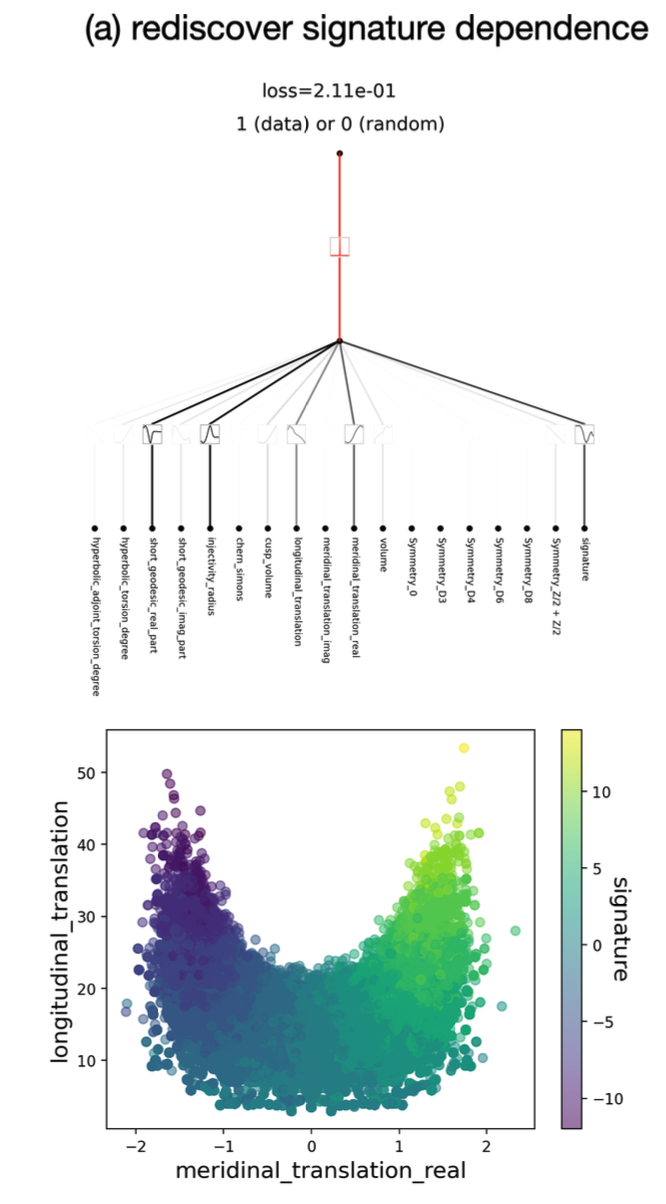 (a) rediscover signature dependence
loss=2.11e-01
1 (data) or 0 (random)
hyperbolic_adjoint_torsion_degree
hyperbolic_torsion_degree
short_geodesic_real_part
short_geodesic_imag_part
injectivity_radius
chern_simons
cusp_volume
longitudinal_translation
meridinal_translation_imag
meridinal_translation_real
volume
Symmetry_0
Symmetry_D3
Symmetry_D4
Symmetry_D6
Symmetry_D8
Symmetry_Z/2 + Z/2
signature
longitudinal_translation
50
40
30
20
10
−2
−1
0
1
2
meridinal_translation_real
10
5
0
−5
−10
signature